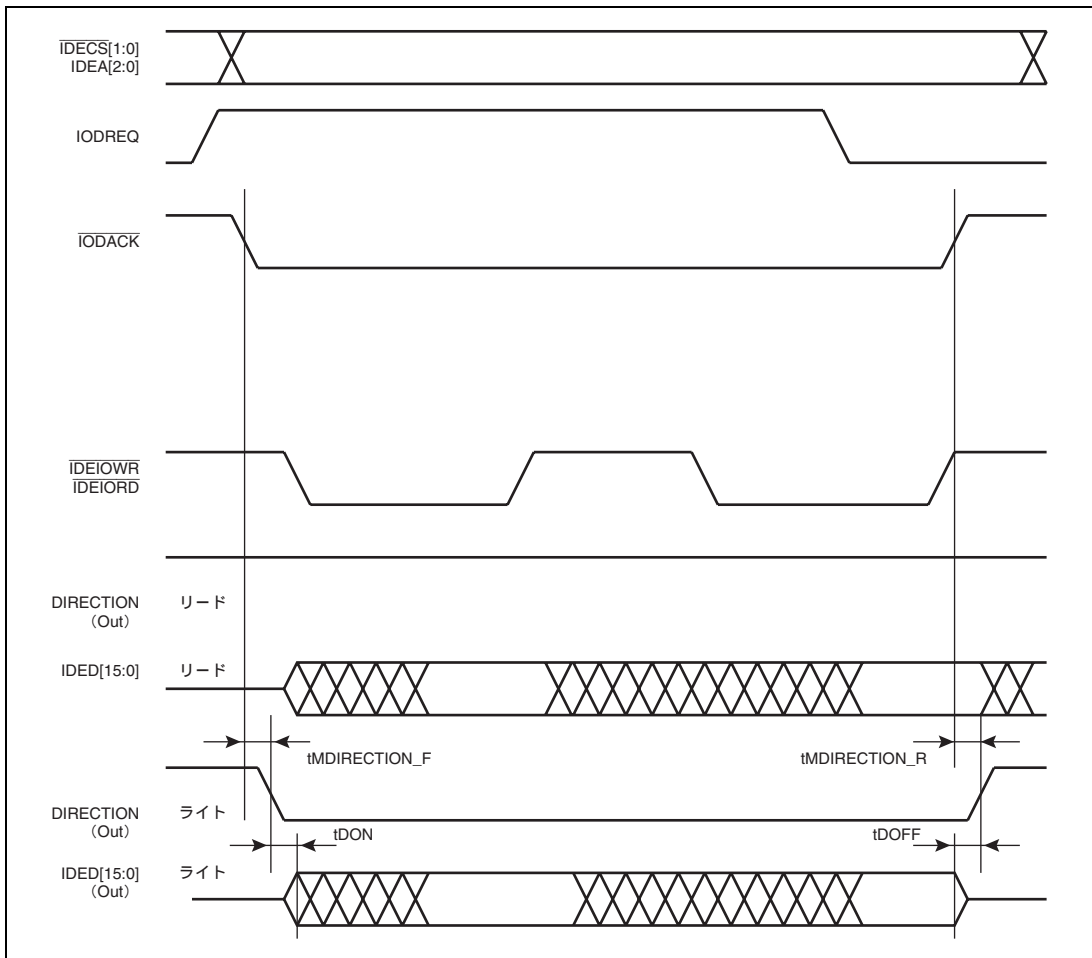 IDECS[1:0]
IDEA[2:0]
IODREQ
IODACK
IDEIOWR
IDEIORD
DIRECTION リード
(Out)
IDED[15:0] リード
tMDIRECTION_F tMDIRECTION_R
DIRECTION ライト
(Out)
tDON tDOFF
IDED[15:0] ライト
(Out)